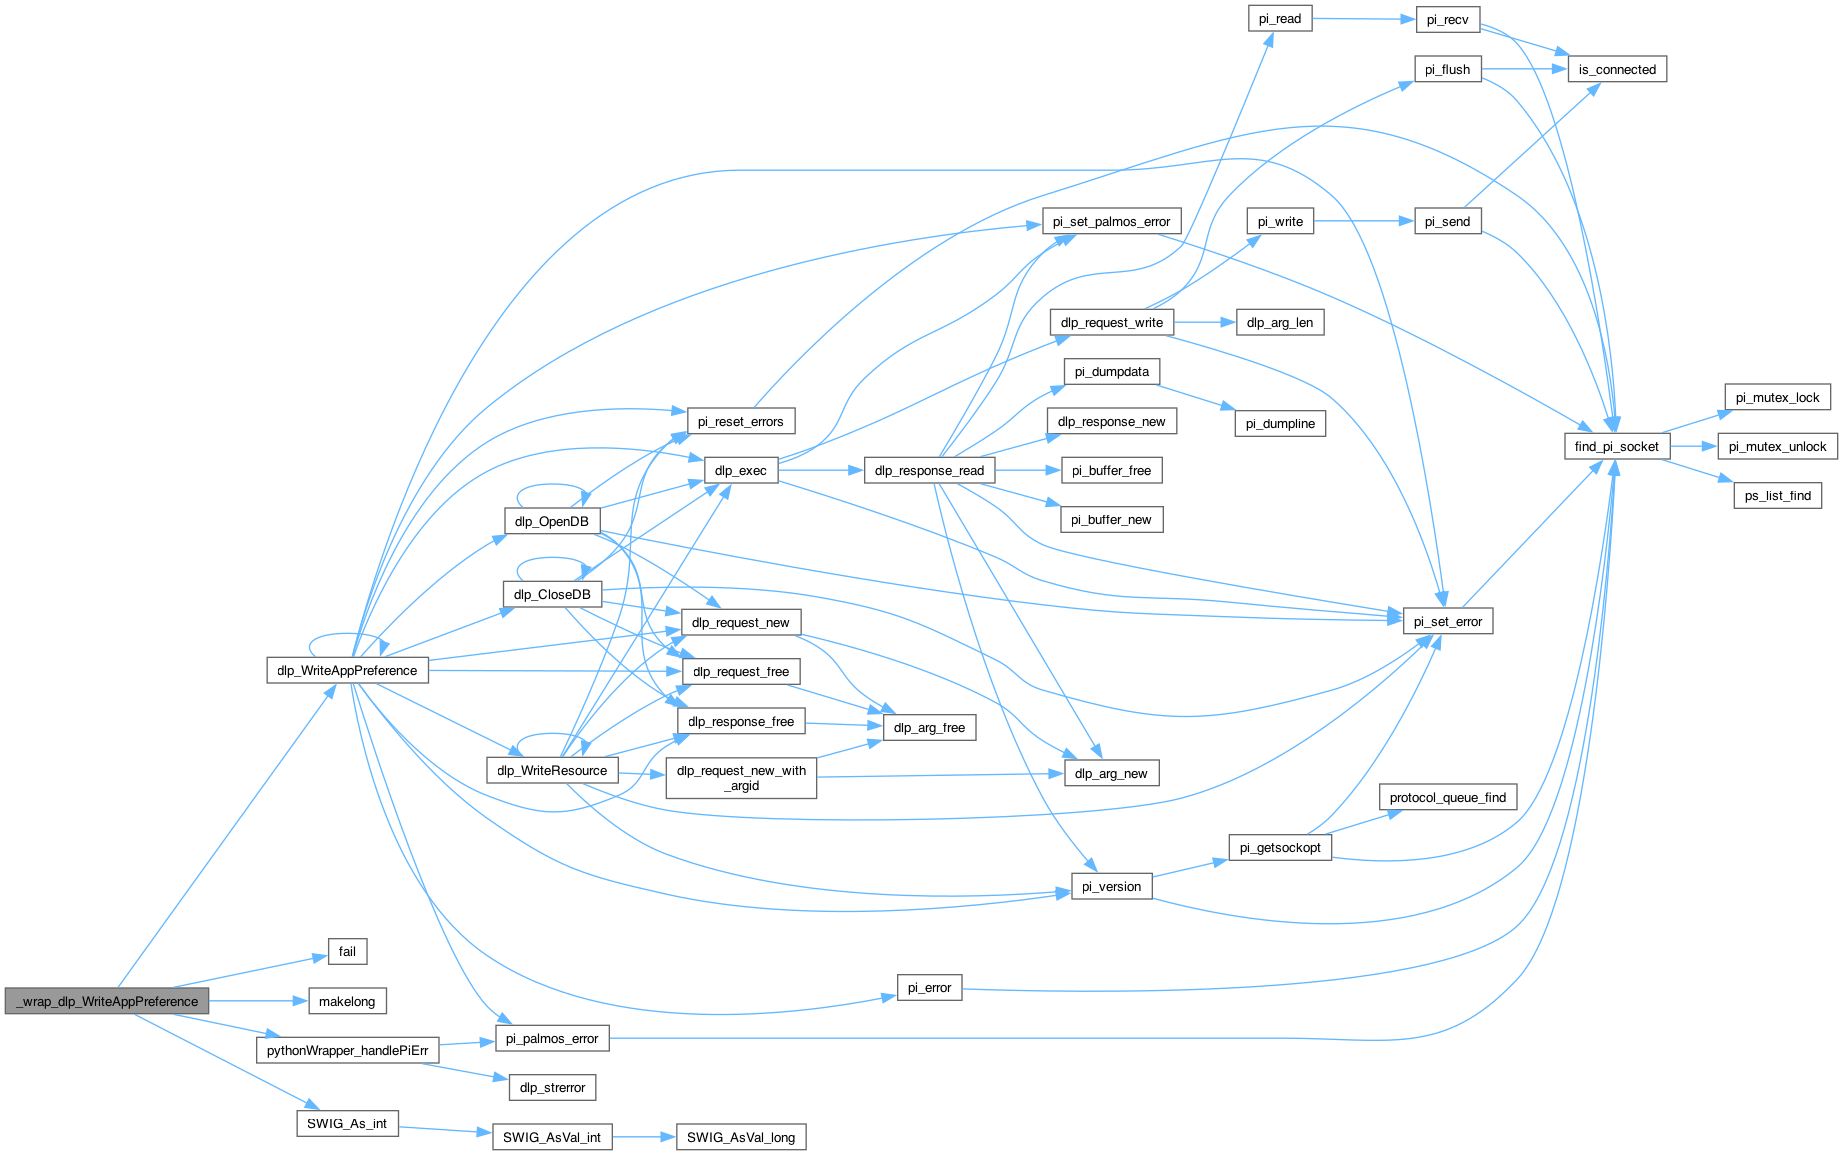 pi_read
pi_recv
pi_flush
is_connected
pi_set_palmos_error
pi_write
pi_send
dlp_request_write
dlp_arg_len
pi_dumpdata
pi_mutex_lock
pi_reset_errors
dlp_response_new
pi_dumpline
dlp_exec
dlp_response_read
pi_buffer_free
find_pi_socket
pi_mutex_unlock
ps_list_find
dlp_OpenDB
pi_buffer_new
dlp_CloseDB
dlp_request_new
pi_set_error
dlp_WriteAppPreference
dlp_request_free
dlp_response_free
dlp_arg_free
dlp_WriteResource
dlp_request_new_with
_argid
dlp_arg_new
protocol_queue_find
pi_getsockopt
pi_version
fail
_wrap_dlp_WriteAppPreference
makelong
pi_error
pythonWrapper_handlePiErr
pi_palmos_error
dlp_strerror
SWIG_As_int
SWIG_AsVal_int
SWIG_AsVal_long